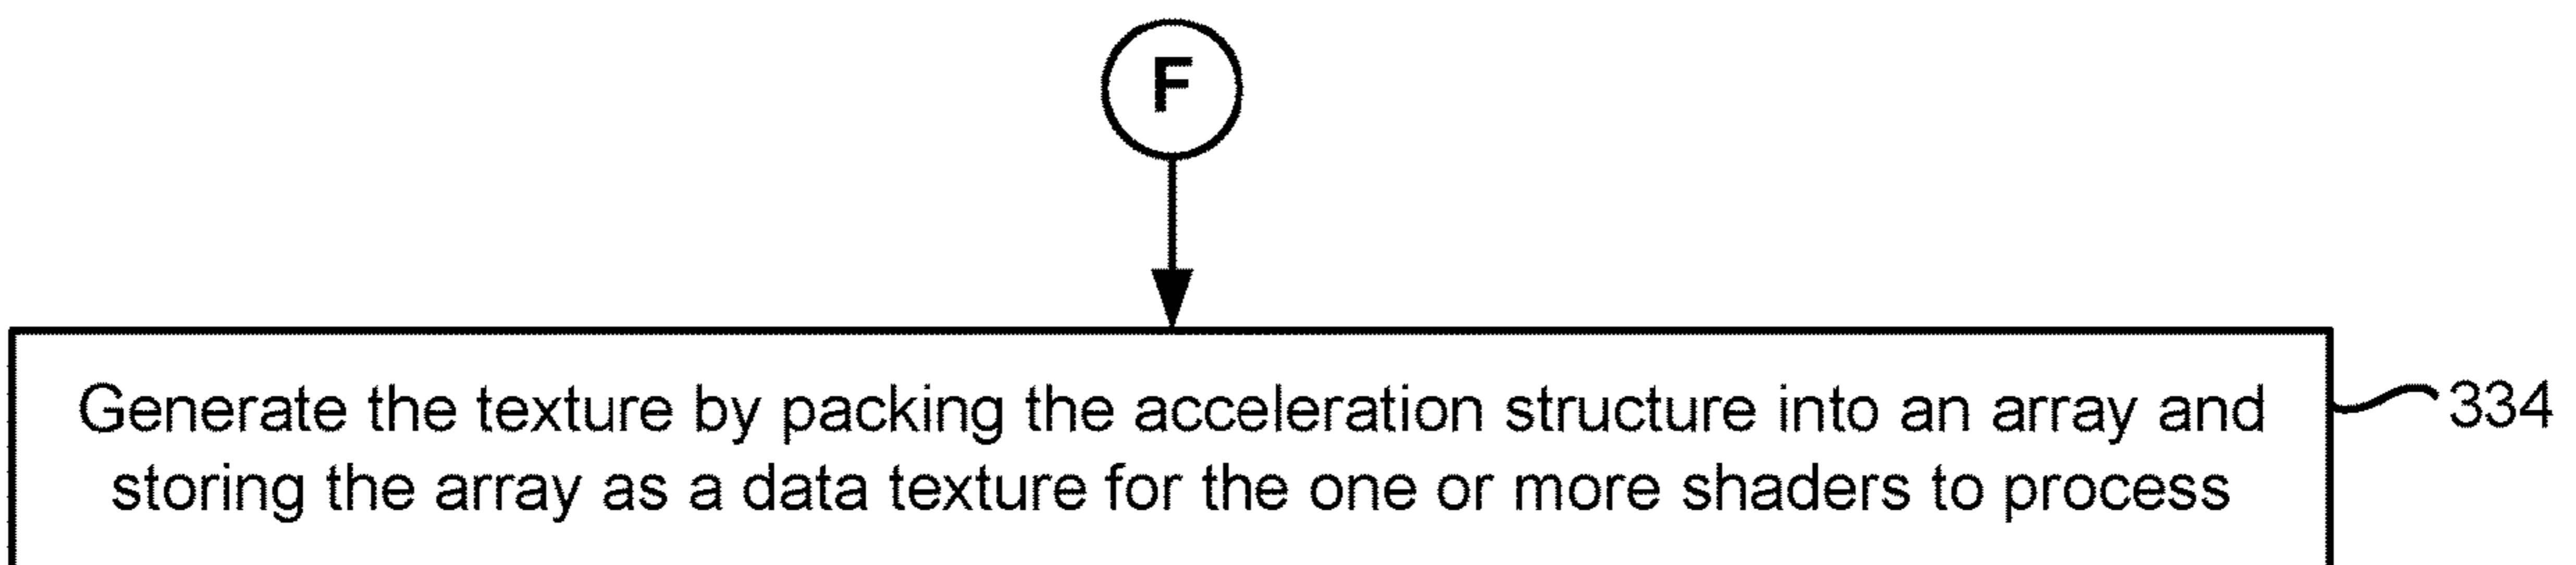 F
Generate the texture by packing the acceleration structure into an array and
334
storing the array as a data texture for the one or more shaders to process